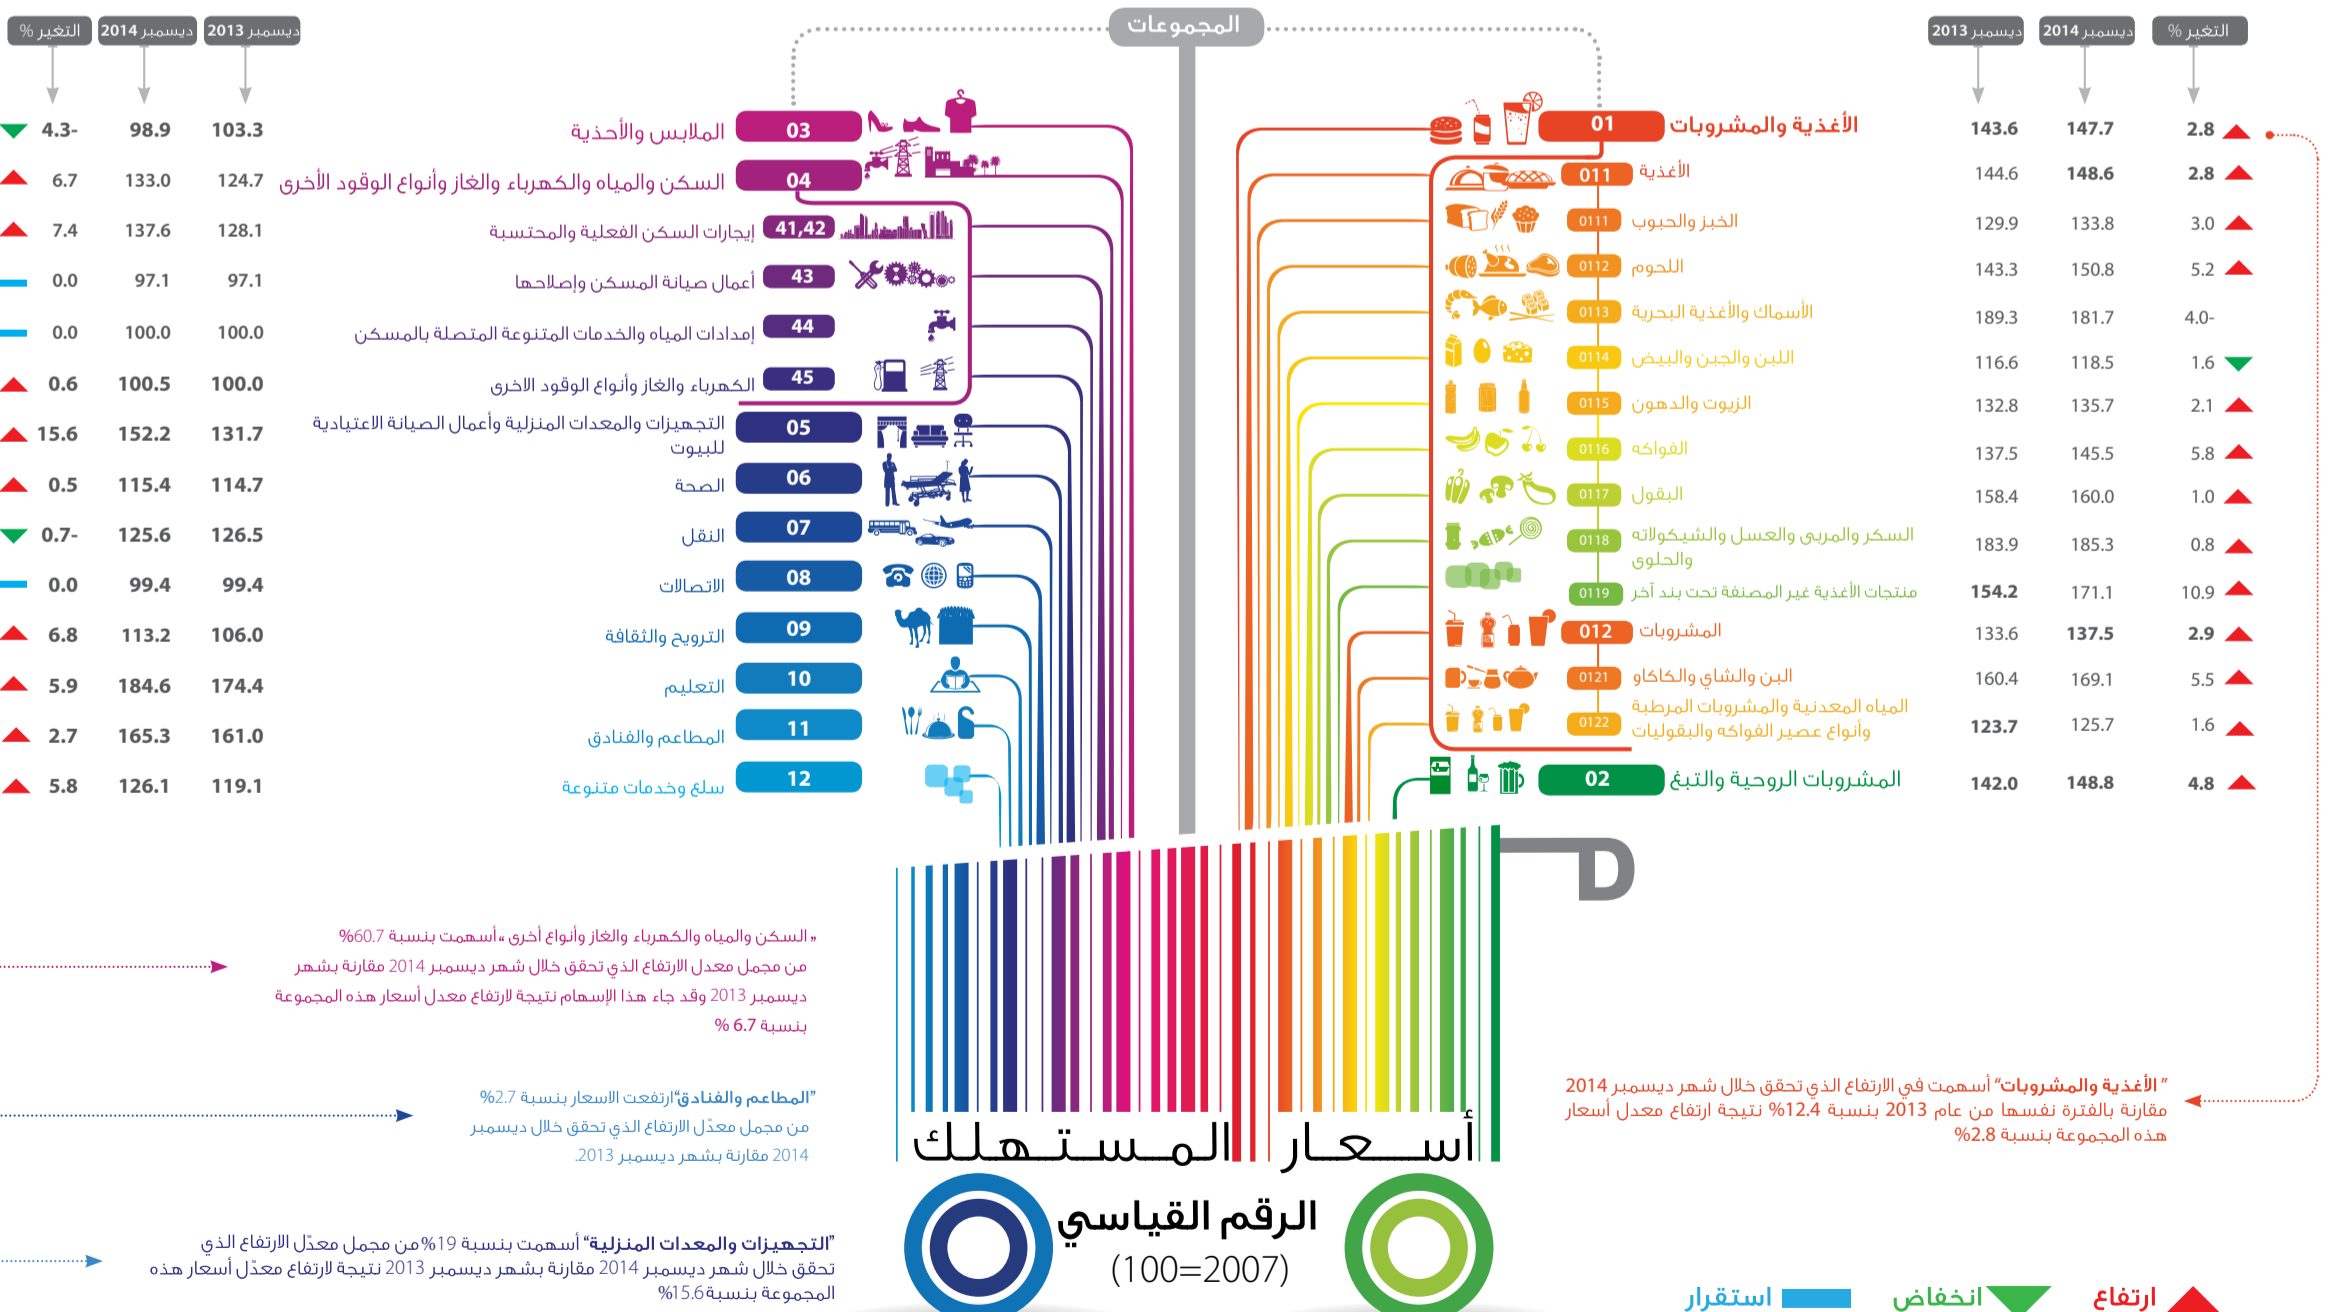 المجموعات
ديسمبر 2013 ديسمبر 2014 التغير %
01 الأغذية والمشروبات 143.6 147.7 2.8
011 الأغذية 144.6 148.6 2.8
0111 الخبز والحبوب 129.9 133.8 3.0
0112 اللحوم 143.3 150.8 5.2
0113 الأسماك والأغذية البحرية 189.3 181.7 4.0-
0114 اللبن والجبن والبيض 116.6 118.5 1.6
0115 الزيوت والدهون 132.8 135.7 2.1
0116 الفواكه 137.5 145.5 5.8
0117 البقول 158.4 160.0 1.0
0118 السكر والمربى والعسل والشيكولاته
والحلوى 183.9 185.3 0.8
0119 منتجات الأغذية غير المصنفة تحت بند آخر 154.2 171.1 10.9
012 المشروبات 133.6 137.5 2.9
0121 البن والشاي والكاكاو 160.4 169.1 5.5
0122 المياه المعدنية والمشروبات المرطبة
وأنواع عصير الفواكه والبقوليات 123.7 125.7 1.6
02 المشروبات الروحية والتبغ 142.0 148.8 4.8
ديسمبر 2013 ديسمبر 2014 التغير %
03 الملابس والأحذية 103.3 98.9 4.3-
04 السكن والمياه والكهرباء والغاز وأنواع الوقود الأخرى 124.7 133.0 6.7
41,42 إيجارات السكن الفعلية والمحتسبة 128.1 137.6 7.4
43 أعمال صيانة المسكن وإصلاحها 97.1 97.1 0.0
44 إمدادات المياه والخدمات المتنوعة المتصلة بالمسكن 100.0 100.0 0.0
45 الكهرباء والغاز وأنواع الوقود الاخرى 100.0 100.5 0.6
05 التجهيزات والمعدات المنزلية وأعمال الصيانة الاعتيادية
للبيوت 131.7 152.2 15.6
06 الصحة 114.7 115.4 0.5
07 النقل 126.5 125.6 0.7-
08 الاتصالات 99.4 99.4 0.0
09 الترويح والثقافة 106.0 113.2 6.8
10 التعليم 174.4 184.6 5.9
11 المطاعم والفنادق 161.0 165.3 2.7
12 سلع وخدمات متنوعة 119.1 126.1 5.8
" الأغذية والمشروبات" أسهمت في الارتفاع الذي تحقق خلال شهر ديسمبر 2014
مقارنة بالفترة نفسها من عام 2013 بنسبة 12.4% نتيجة ارتفاع معدل أسعار
هذه المجموعة بنسبة 2.8%
„ السكن والمياه والكهرباء والغاز وأنواع أخرى „ أسهمت بنسبة 60.7%
من مجمل معدل الارتفاع الذي تحقق خلال شهر ديسمبر 2014 مقارنة بشهر
ديسمبر 2013 وقد جاء هذا الإسهام نتيجة لارتفاع معدل أسعار هذه المجموعة
بنسبة 6.7 %
"المطاعم والفنادق"ارتفعت الاسعار بنسبة 2.7%
من مجمل معدّل الارتفاع الذي تحقق خلال ديسمبر
2014 مقارنة بشهر ديسمبر 2013.
"التجهيزات والمعدات المنزلية" أسهمت بنسبة 19% من مجمل معدّل الارتفاع الذي
تحقق خلال شهر ديسمبر 2014 مقارنة بشهر ديسمبر 2013 نتيجة لارتفاع معدّل أسعار هذه
المجموعة بنسبة 15.6%
أسعار المستهلك
الرقم القياسي
(2007=100)
ارتفاع انخفاض استقرار